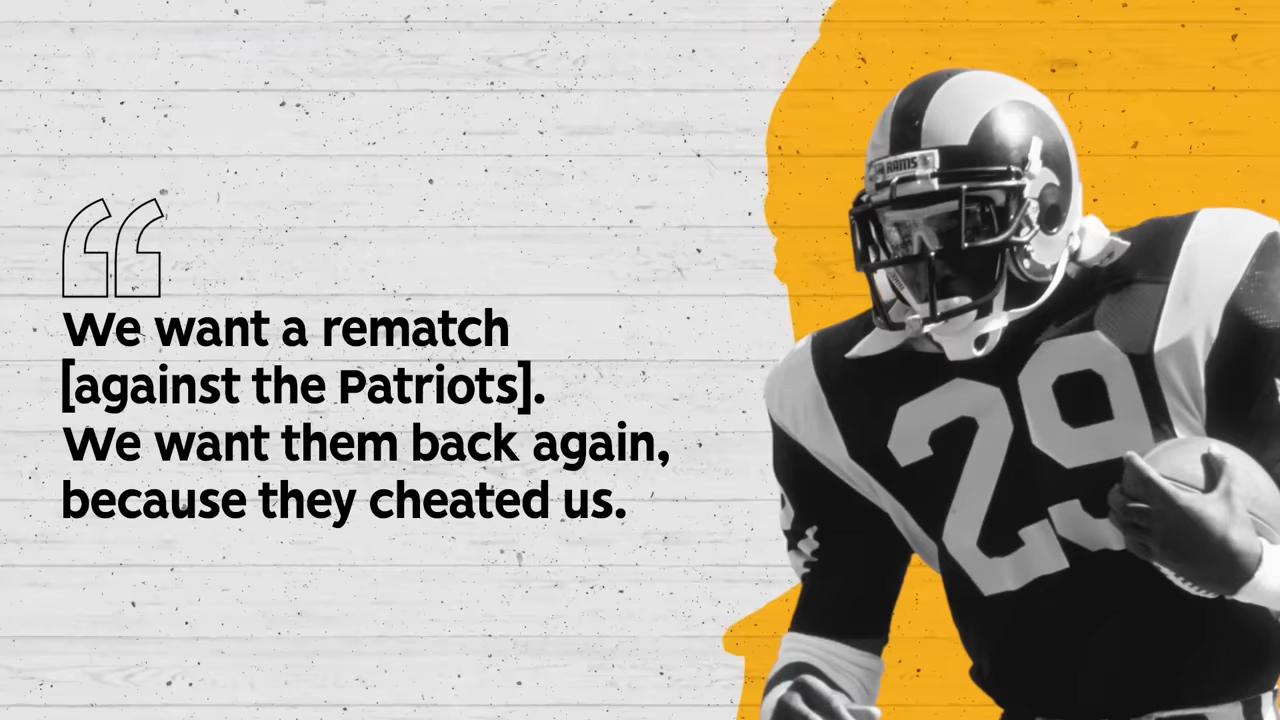 “
We want a rematch
[against the Patriots].
We want them back again,
because they cheated us.
RAMS
29